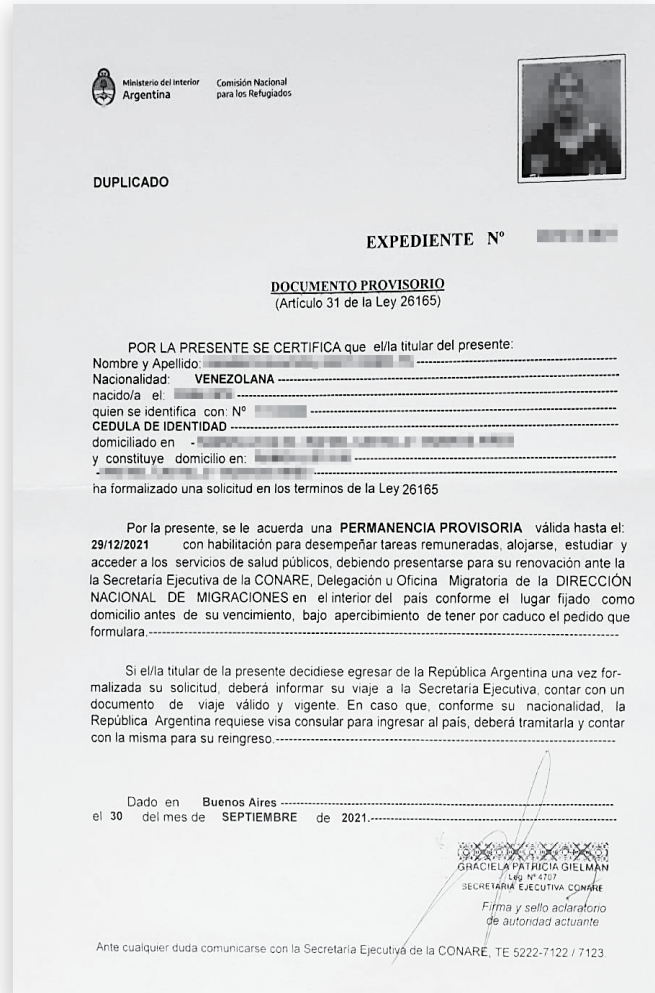 Ministerio del Interior
Argentina
Comisión Nacional
para los Refugiados
DUPLICADO
EXPEDIENTE Nº
DOCUMENTO PROVISORIO
(Artículo 31 de la Ley 26165)
POR LA PRESENTE SE CERTIFICA que el/la titular del presente:
Nombre y Apellido:
Nacionalidad: VENEZOLANA
nacido/a el:
quien se identifica con: Nº
CEDULA DE IDENTIDAD
domiciliado en -
y constituye domicilio en:
-
ha formalizado una solicitud en los terminos de la Ley 26165
Por la presente, se le acuerda una PERMANENCIA PROVISORIA válida hasta el:
29/12/2021 con habilitación para desempeñar tareas remuneradas, alojarse, estudiar y
acceder a los servicios de salud públicos, debiendo presentarse para su renovación ante la
la Secretaría Ejecutiva de la CONARE, Delegación u Oficina Migratoria de la DIRECCIÓN
NACIONAL DE MIGRACIONES en el interior del país conforme el lugar fijado como
domicilio antes de su vencimiento, bajo apercibimiento de tener por caduco el pedido que
formulara.
Si el/la titular de la presente decidiese egresar de la República Argentina una vez for-
malizada su solicitud, deberá informar su viaje a la Secretaría Ejecutiva, contar con un
documento de viaje válido y vigente. En caso que, conforme su nacionalidad, la
República Argentina requiese visa consular para ingresar al país, deberá tramitarla y contar
con la misma para su reingreso.
Dado en Buenos Aires
el 30 del mes de SEPTIEMBRE de 2021.
GRACIELA PATRICIA GIELMAN
Leg. Nº 4707
SECRETARIA EJECUTIVA CONARE
Firma y sello aclaratorio
de autoridad actuante
Ante cualquier duda comunicarse con la Secretaría Ejecutiva de la CONARE, TE 5222-7122 / 7123.